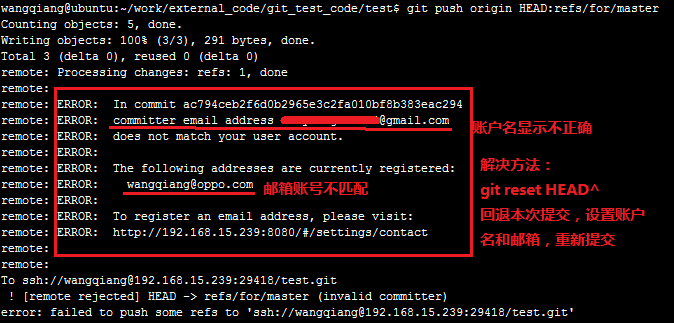 wangqiang@ubuntu:~/work/external_code/git_test_code/test$ git push origin HEAD:refs/for/master
Counting objects: 5, done.
Writing objects: 100% (3/3), 291 bytes, done.
Total 3 (delta 0), reused 0 (delta 0)
remote: Processing changes: refs: 1, done
remote:
remote: ERROR:  In commit ac794ceb2f6d0b2965e3c2fa010bf8b383eac294
remote: ERROR:  committer email address @gmail.com
remote: ERROR:  does not match your user account.
remote: ERROR:
remote: ERROR:  The following addresses are currently registered:
remote: ERROR:    wangqiang@oppo.com
remote: ERROR:
remote: ERROR:  To register an email address, please visit:
remote: ERROR:  http://192.168.15.239:8080/#/settings/contact
remote:
remote:
To ssh://wangqiang@192.168.15.239:29418/test.git
 ! [remote rejected] HEAD -> refs/for/master (invalid committer)
error: failed to push some refs to 'ssh://wangqiang@192.168.15.239:29418/test.git'
账户名显示不正确
邮箱账号不匹配
解决方法：
git reset HEAD^
回退本次提交，设置账户
名和邮箱，重新提交